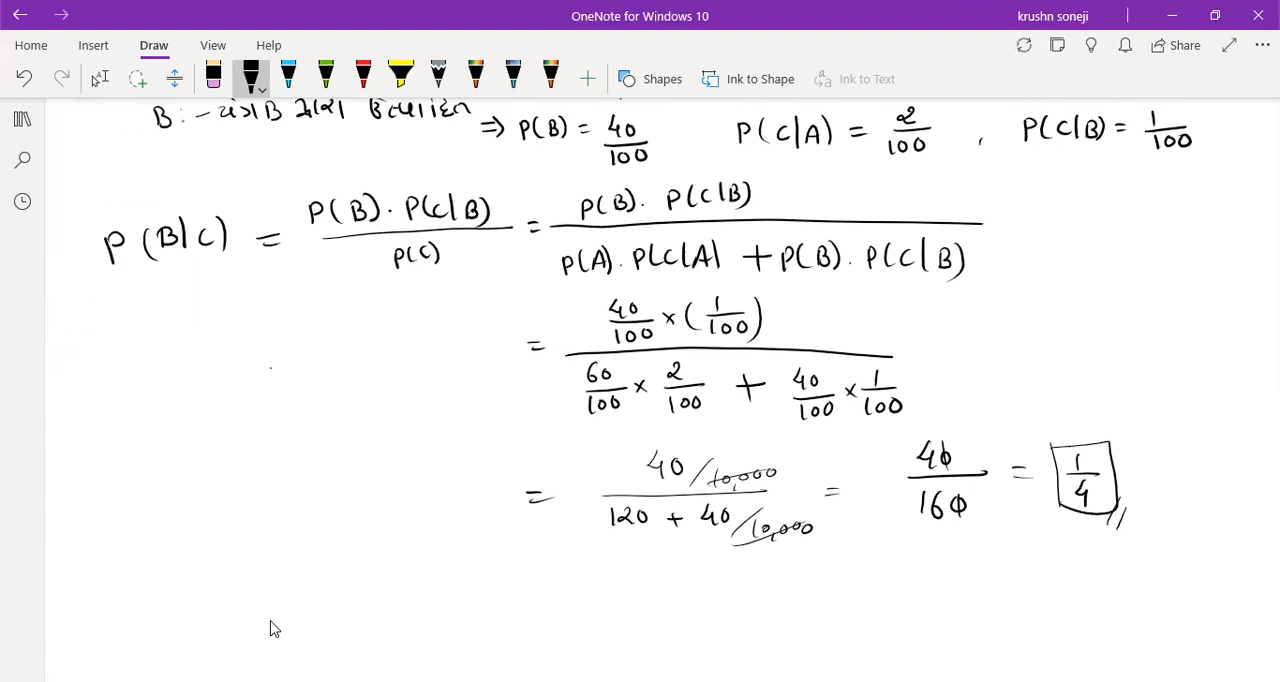 OneNote for Windows 10
krushn soneji
Home Insert Draw View Help
Share
Shapes Ink to Shape Ink to Text
B :- યંત્ર B
⇒ P(B) = 40/100 P(C|A) = 2/100 , P(C|B) = 1/100
P(B|C) = P(B) · P(C|B) / P(C) = P(B) · P(C|B) / P(A) · P(C|A) + P(B) · P(C|B)
= 40/100 × (1/100) / 60/100 × 2/100 + 40/100 × 1/100
= 40/10,000 / 120 + 40/10,000 = 40/160 = 1/4